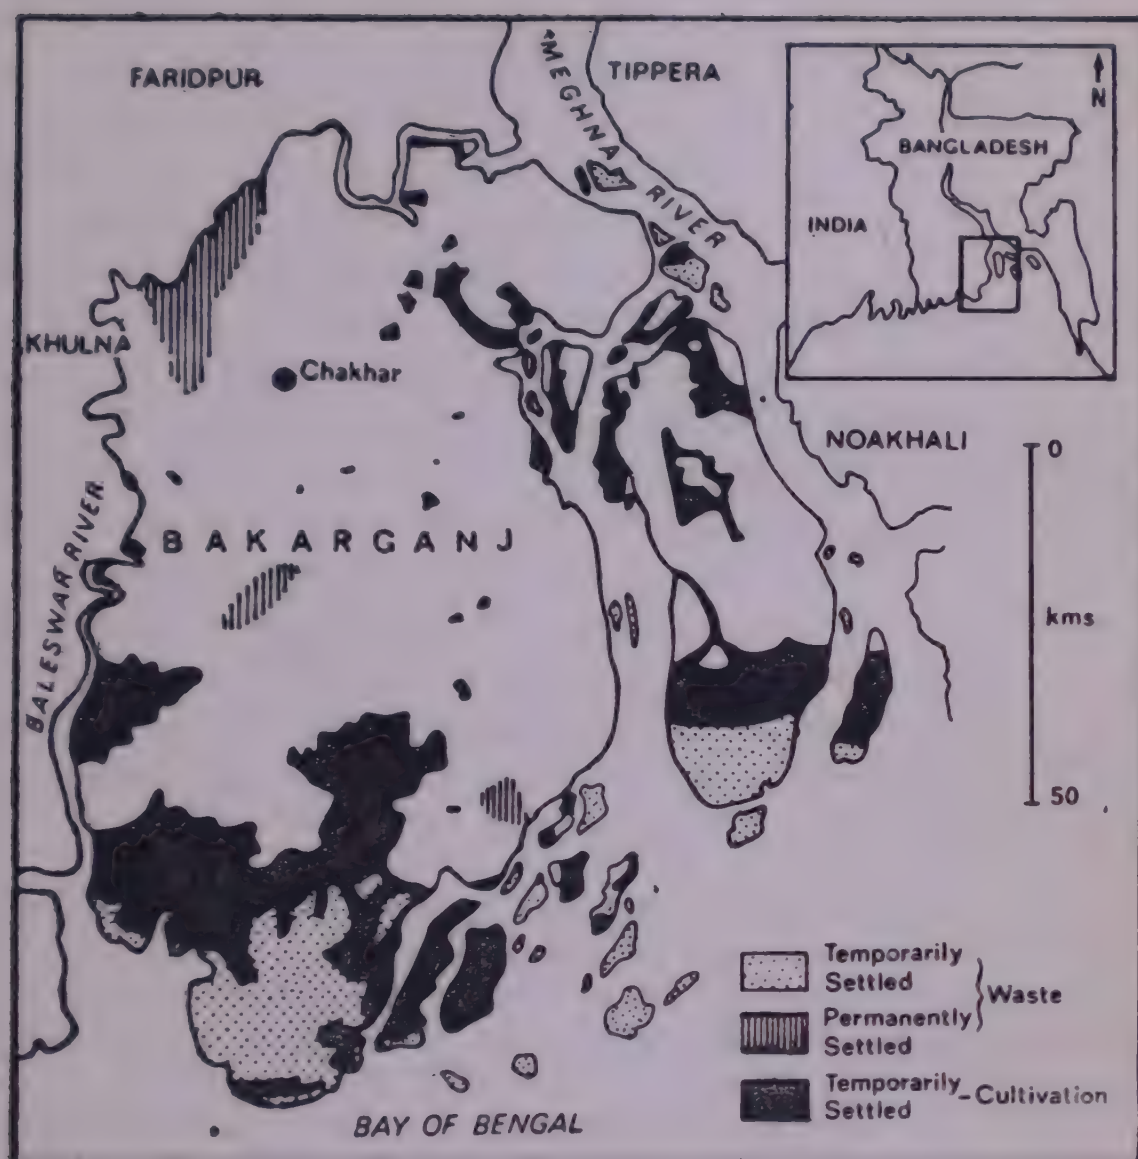 FARIDPUR
MEGHNA RIVER
TIPPERA
N
BANGLADESH
INDIA
KHULNA
Chakhar
NOAKHALI
0
BALESWAR RIVER
BAKARGANJ
kms
50
Temporarily
Settled
Waste
Permanently
Settled
Temporarily
Settled
Cultivation
BAY OF BENGAL